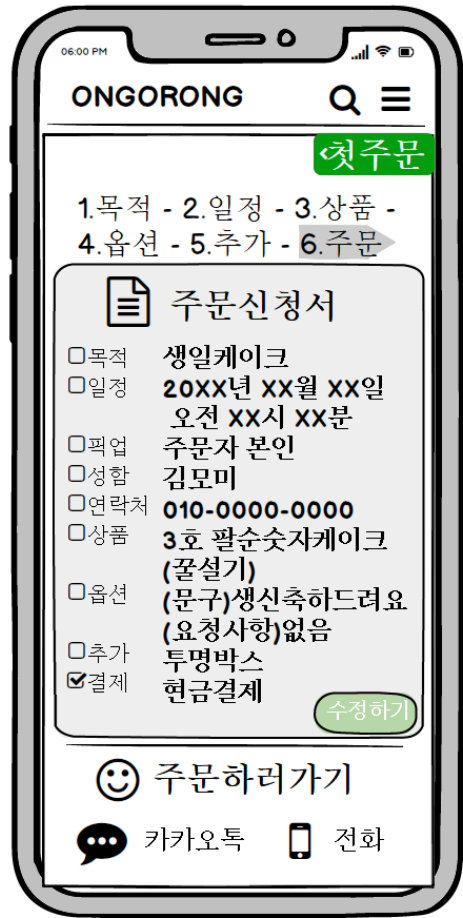 06:00 PM
ONGORONG
<첫주문
1.목적 - 2.일정 - 3.상품 -
4.옵션 - 5.추가 - 6.주문
주문신청서
목적 생일케이크
일정 20XX년 XX월 XX일
오전 XX시 XX분
픽업 주문자 본인
성함 김모미
연락처 010-0000-0000
상품 3호 팔순숫자케이크
(꿀설기)
옵션 (문구)생신축하드려요
(요청사항)없음
추가 투명박스
결제 현금결제
수정하기
주문하러가기
카카오톡 전화